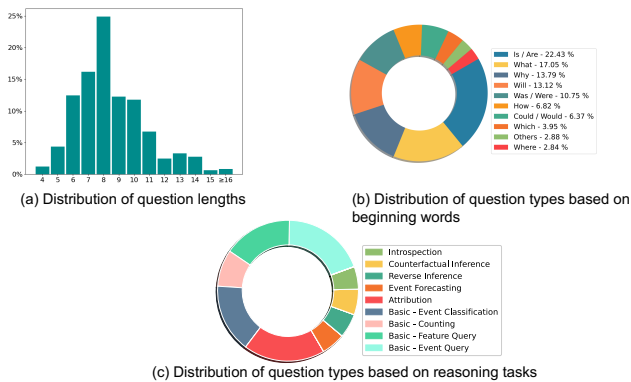 25%
20%
15%
10%
5%
0%
4 5 6 7 8 9 10 11 12 13 14 15 ≥16
(a) Distribution of question lengths
Is / Are - 22.43 %
What - 17.05 %
Why - 13.79 %
Will - 13.12 %
Was / Were - 10.75 %
How - 6.82 %
Could / Would - 6.37 %
Which - 3.95 %
Others - 2.88 %
Where - 2.84 %
(b) Distribution of question types based on
beginning words
Introspection
Counterfactual Inference
Reverse Inference
Event Forecasting
Attribution
Basic - Event Classification
Basic - Counting
Basic - Feature Query
Basic - Event Query
(c) Distribution of question types based on reasoning tasks